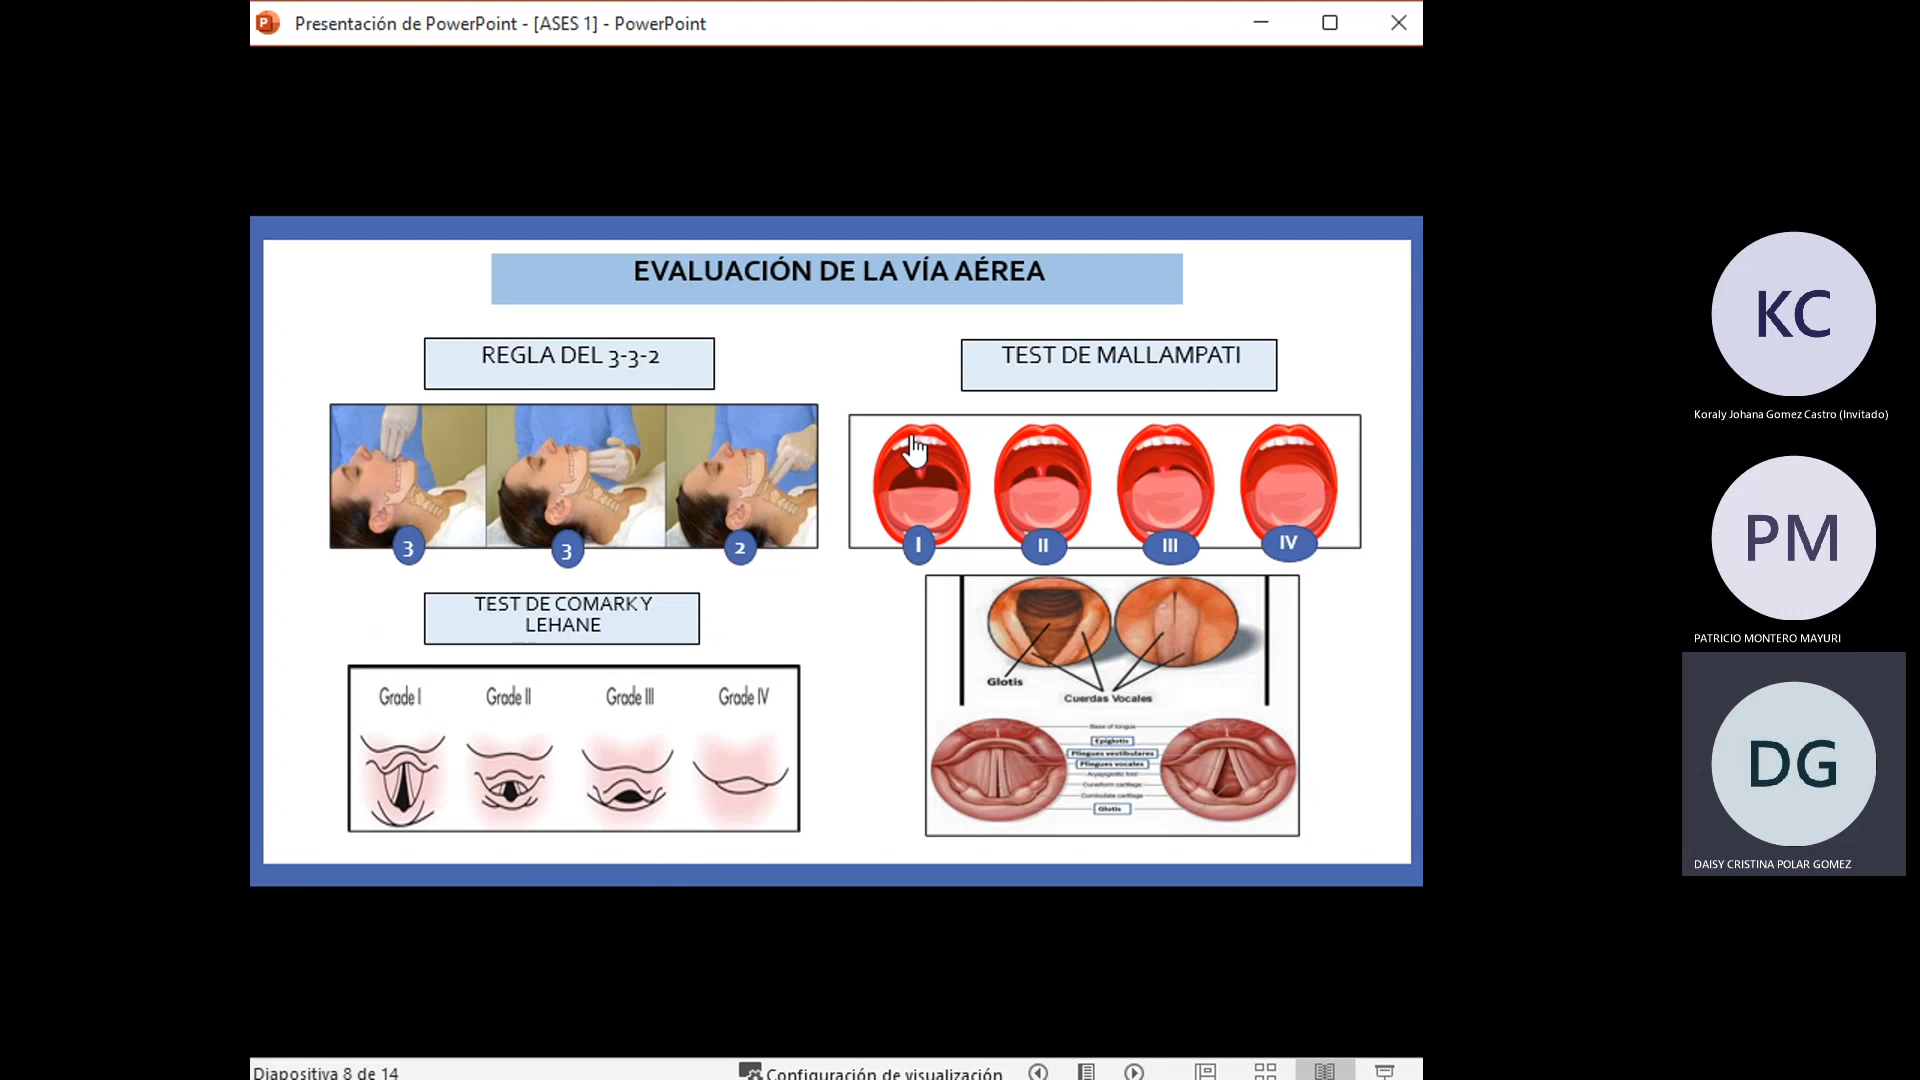 Presentación de PowerPoint - [ASES 1] - PowerPoint
EVALUACIÓN DE LA VÍA AÉREA
REGLA DEL 3-3-2
TEST DE MALLAMPATI
3
3
2
I
II
III
IV
TEST DE COMARK Y
LEHANE
Grade I
Grade II
Grade III
Grade IV
Glotis
Cuerdas Vocales
Base of tongue
Epiglotis
Pliegues vestibulares
Pliegues vocales
Aryepiglottic fold
Cuneiform cartilage
Corniculate cartilage
Glotis
KC
Koraly Johana Gomez Castro (Invitado)
PM
PATRICIO MONTERO MAYURI
DG
DAISY CRISTINA POLAR GOMEZ
Diapositiva 8 de 14
Configuración de visualización